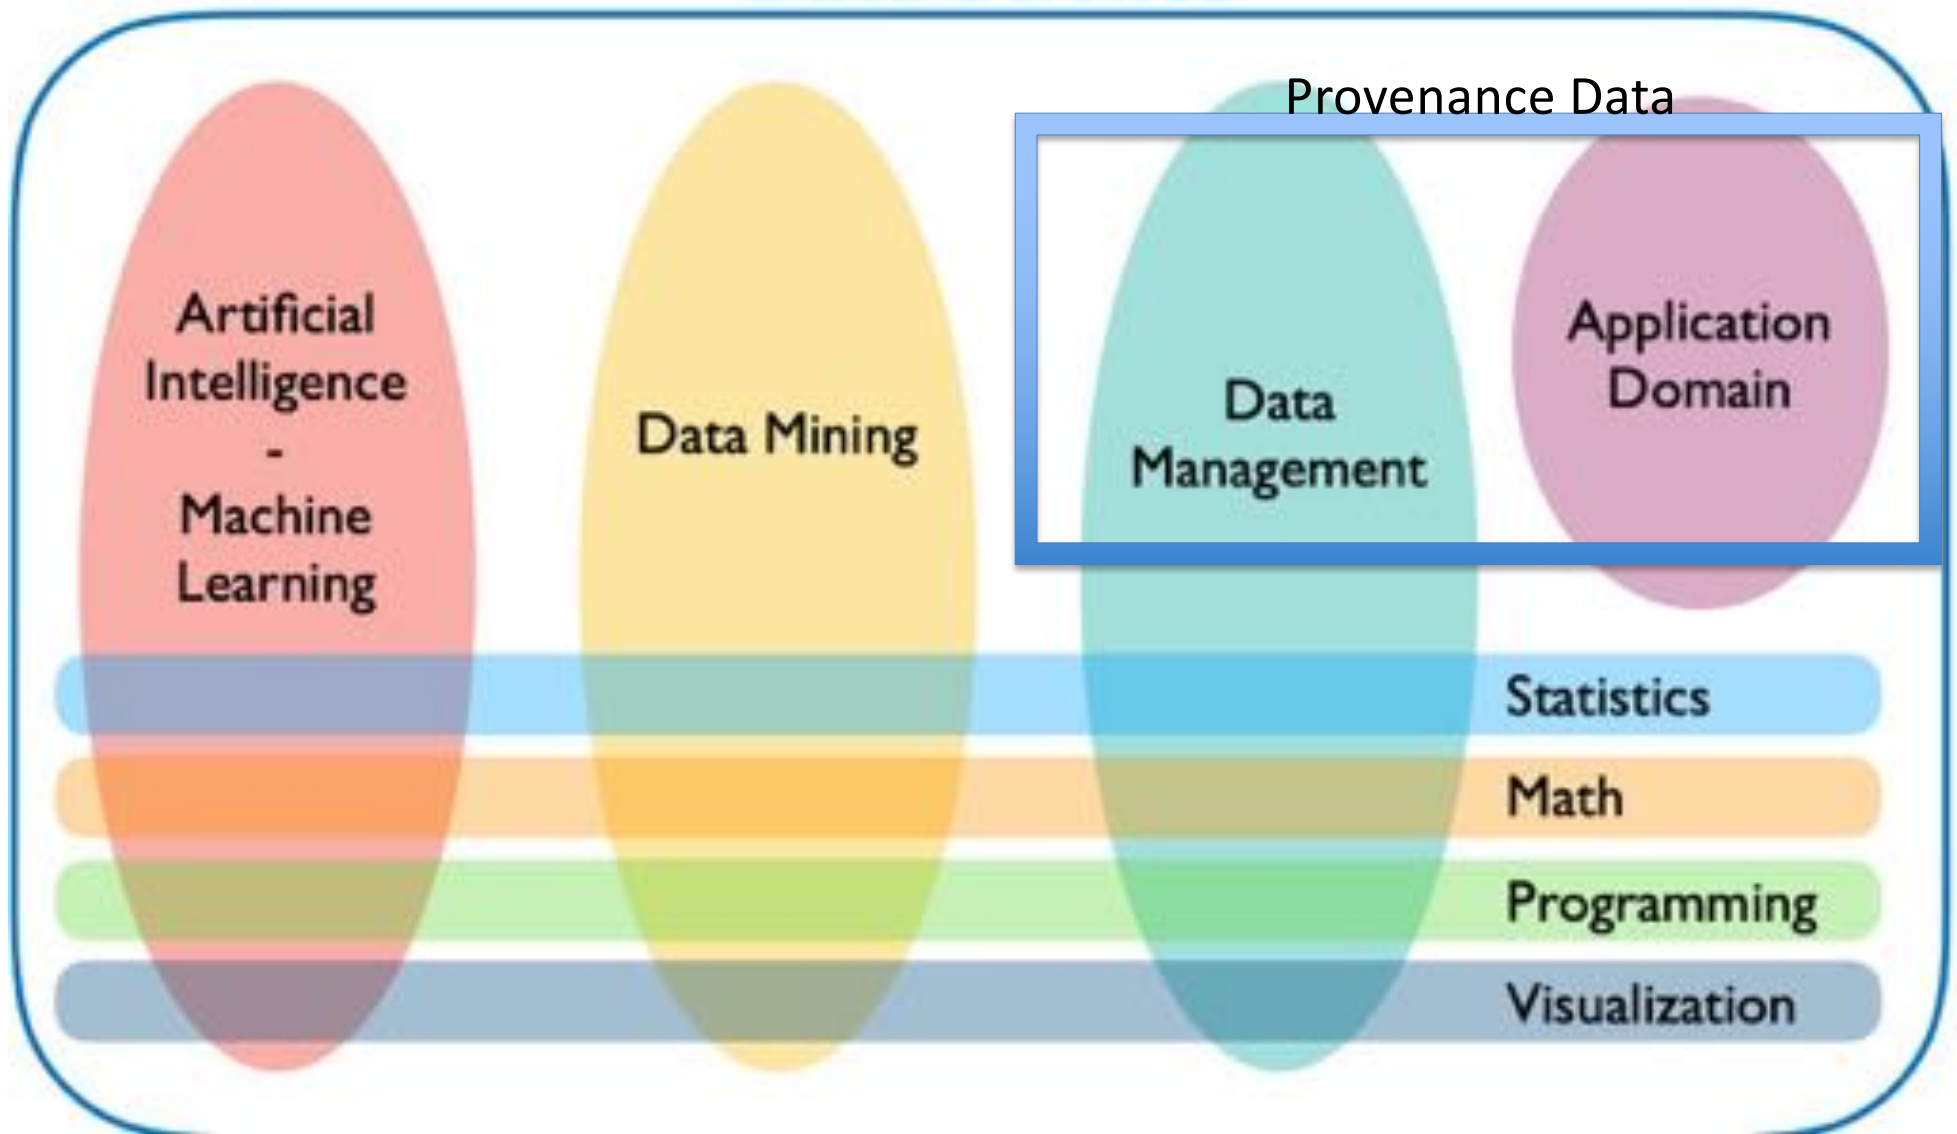 Provenance Data
Artificial
Intelligence
-
Machine
Learning
Data Mining
Data
Management
Application
Domain
Statistics
Math
Programming
Visualization